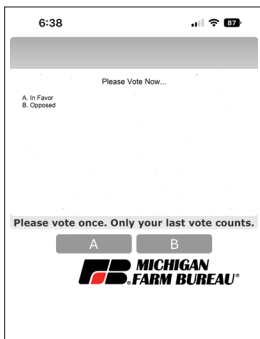 6:38
87
Please Vote Now...
A. In Favor
B. Opposed
Please vote once. Only your last vote counts.
A B
MICHIGAN
FARM BUREAU®